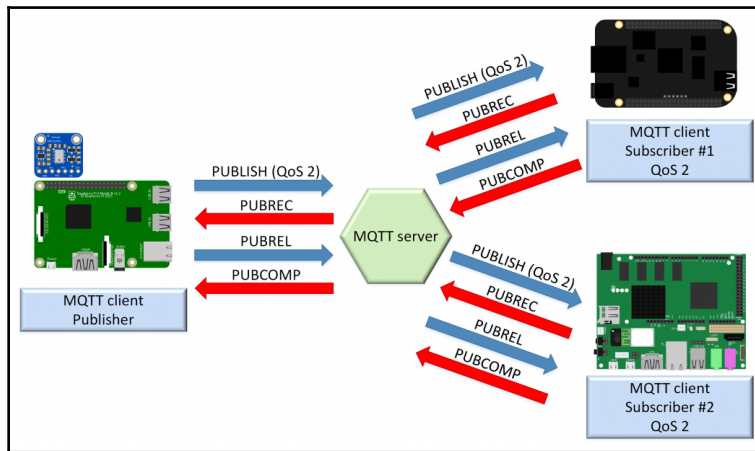 PUBLISH (QoS 2)
PUBREC
PUBREL
PUBCOMP
MQTT client
Publisher
MQTT server
PUBLISH (QoS 2)
PUBREC
PUBREL
PUBCOMP
MQTT client
Subscriber #1
QoS 2
PUBLISH (QoS 2)
PUBREC
PUBREL
PUBCOMP
MQTT client
Subscriber #2
QoS 2